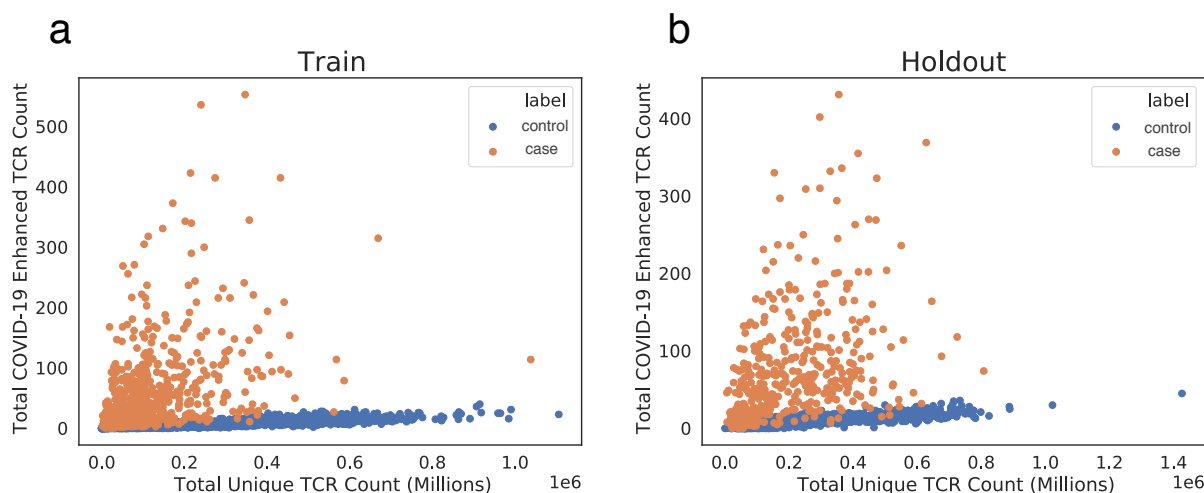 a
Train
Total COVID-19 Enhanced TCR Count
500
400
300
200
100
0
label
control
case
0.0 0.2 0.4 0.6 0.8 1.0
1e6
Total Unique TCR Count (Millions)
b
Holdout
Total COVID-19 Enhanced TCR Count
400
300
200
100
0
label
control
case
0.0 0.2 0.4 0.6 0.8 1.0 1.2 1.4
1e6
Total Unique TCR Count (Millions)